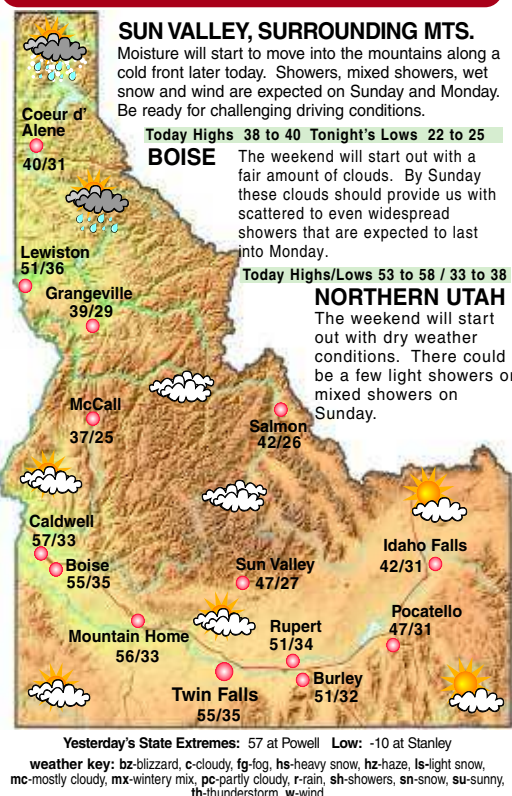 SUN VALLEY, SURROUNDING MTS.
Moisture will start to move into the mountains along a
cold front later today. Showers, mixed showers, wet
snow and wind are expected on Sunday and Monday.
Be ready for challenging driving conditions.
Today Highs 38 to 40 Tonight's Lows 22 to 25
BOISE
The weekend will start out with a
fair amount of clouds. By Sunday
these clouds should provide us with
scattered to even widespread
showers that are expected to last
into Monday.
Today Highs/Lows 53 to 58 / 33 to 38
NORTHERN UTAH
The weekend will start
out with dry weather
conditions. There could
be a few light showers or
mixed showers on
Sunday.
Coeur d'
Alene
40/31
Lewiston
51/36
Grangeville
39/29
McCall
37/25
Salmon
42/26
Caldwell
57/33
Boise
55/35
Sun Valley
47/27
Idaho Falls
42/31
Pocatello
47/31
Mountain Home
56/33
Rupert
51/34
Burley
51/32
Twin Falls
55/35
Yesterday's State Extremes: 57 at Powell Low: -10 at Stanley
weather key: bz-blizzard, c-cloudy, fg-fog, hs-heavy snow, hz-haze, ls-light snow,
mc-mostly cloudy, mx-wintery mix, pc-partly cloudy, r-rain, sh-showers, sn-snow, su-sunny,
th-thunderstorm, w-wind